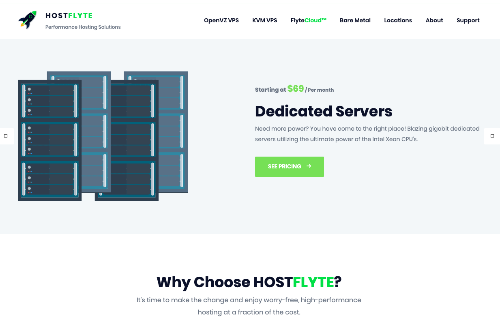 HOSTFLYTE
Performance Hosting Solutions
OpenVZ VPS KVM VPS FlyteCloud™ Bare Metal Locations About Support
Starting at $69 / Per month
Dedicated Servers
Need more power? You have come to the right place! Blazing gigabit dedicated
servers utilizing the ultimate power of the Intel Xeon CPU's.
SEE PRICING
Why Choose HOSTFLYTE?
It's time to make the change and enjoy worry-free, high-performance
hosting at a fraction of the cost.